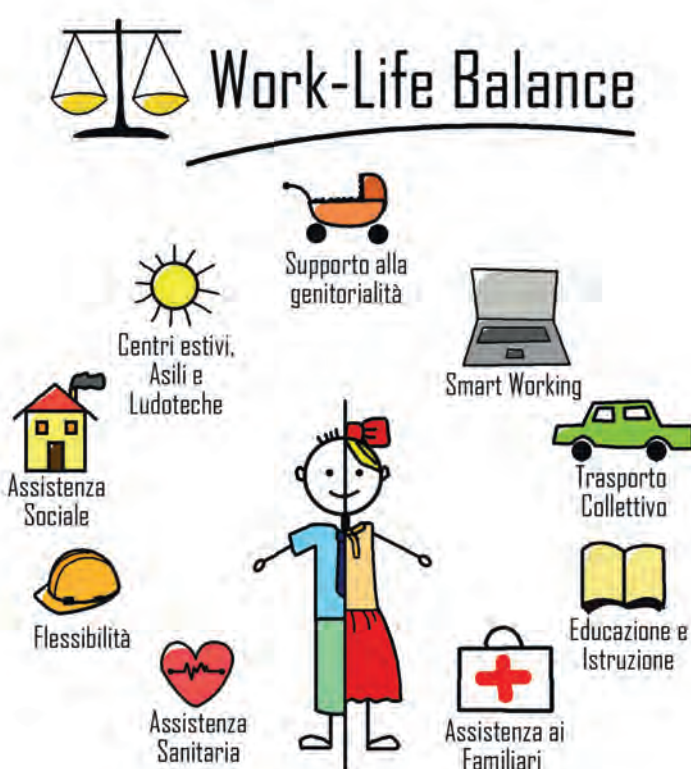 Work-Life Balance
Supporto alla
genitorialità
Centri estivi,
Asili e
Ludoteche
Smart Working
Assistenza
Sociale
Trasporto
Collettivo
Flessibilità
Educazione e
Istruzione
Assistenza
Sanitaria
Assistenza ai
Familiari